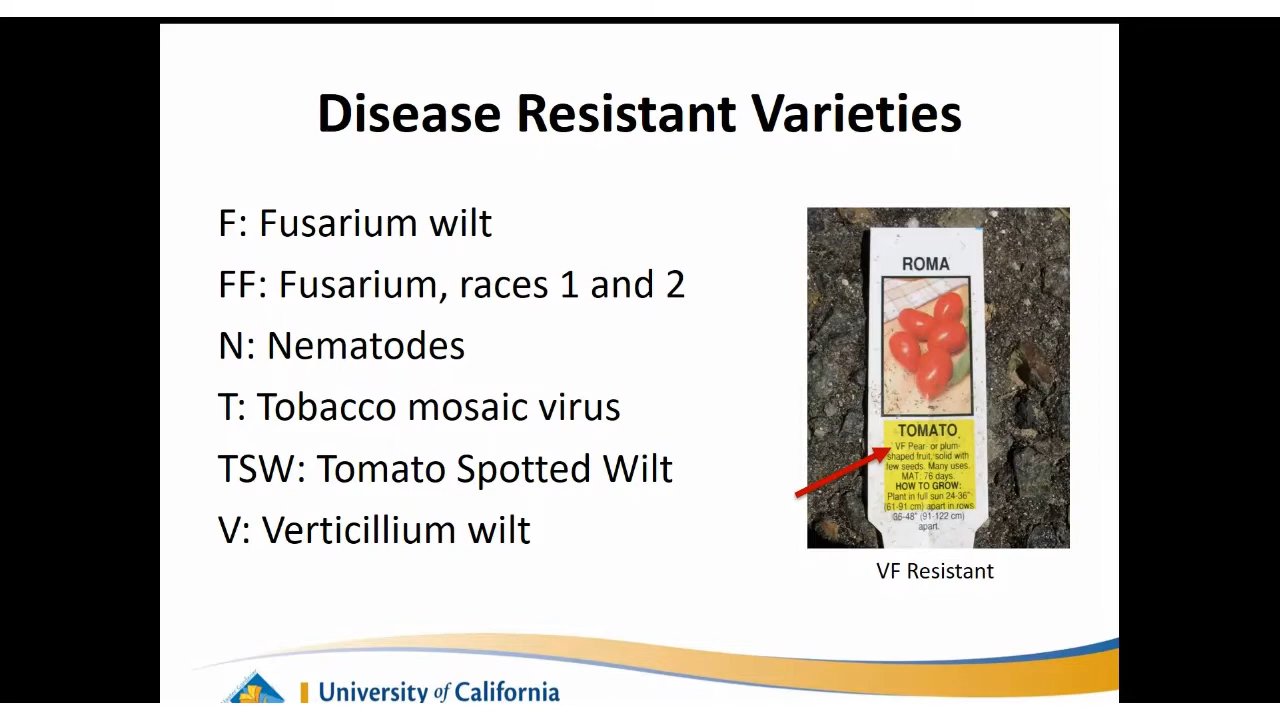 Disease Resistant Varieties
F: Fusarium wilt
FF: Fusarium, races 1 and 2
N: Nematodes
T: Tobacco mosaic virus
TSW: Tomato Spotted Wilt
V: Verticillium wilt
ROMA
TOMATO
VF Pear- or plum-
shaped fruit, solid with
few seeds. Many uses.
MAT: 76 days.
HOW TO GROW:
Plant in full sun 24-36"
(61-91 cm) apart in rows
36-48" (91-122 cm)
apart.
VF Resistant
University of California